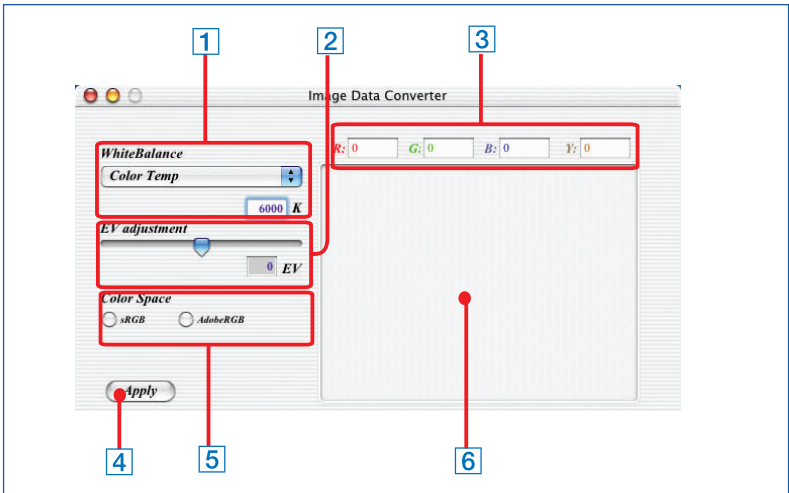 1 2 3
Image Data Converter
R: 0 G: 0 B: 0 Y: 0
WhiteBalance
Color Temp
6000 K
EV adjustment
0 EV
Color Space
sRGB AdobeRGB
Apply
4 5 6